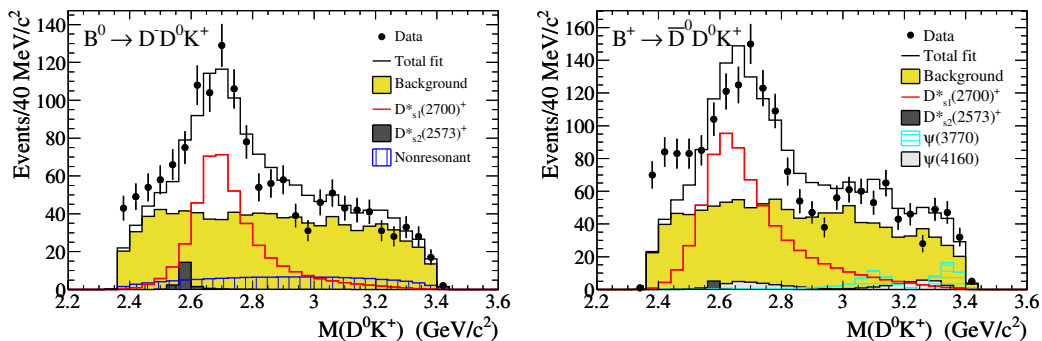 B⁰ → D⁻D⁰K⁺
Data
Total fit
Background
D*s1(2700)⁺
D*s2(2573)⁺
Nonresonant
Events/40 MeV/c²
140
120
100
80
60
40
20
0
2.2 2.4 2.6 2.8 3 3.2 3.4 3.6
M(D⁰K⁺) (GeV/c²)
B⁺ → D̅⁰D⁰K⁺
Data
Total fit
Background
D*s1(2700)⁺
D*s2(2573)⁺
ψ(3770)
ψ(4160)
Events/40 MeV/c²
160
140
120
100
80
60
40
20
0
2.2 2.4 2.6 2.8 3 3.2 3.4 3.6
M(D⁰K⁺) (GeV/c²)